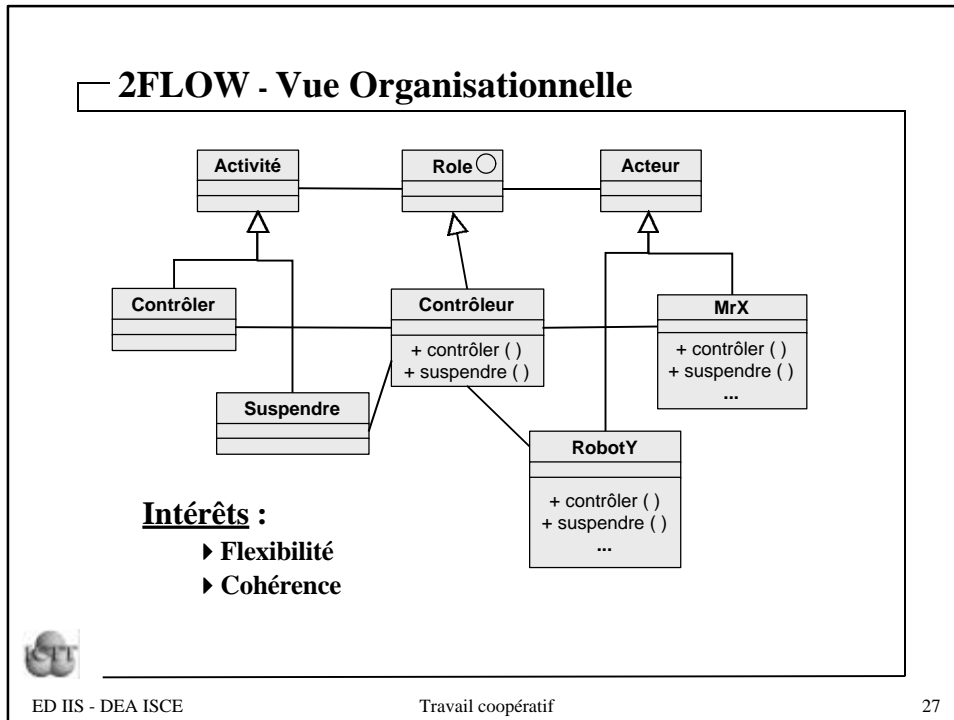 2FLOW - Vue Organisationnelle
Activité
Role
Acteur
Contrôler
Contrôleur
+ contrôler ( )
+ suspendre ( )
MrX
+ contrôler ( )
+ suspendre ( )
...
Suspendre
RobotY
+ contrôler ( )
+ suspendre ( )
...
Intérêts :
Flexibilité
Cohérence
ICTT
ED IIS - DEA ISCE
Travail coopératif
27